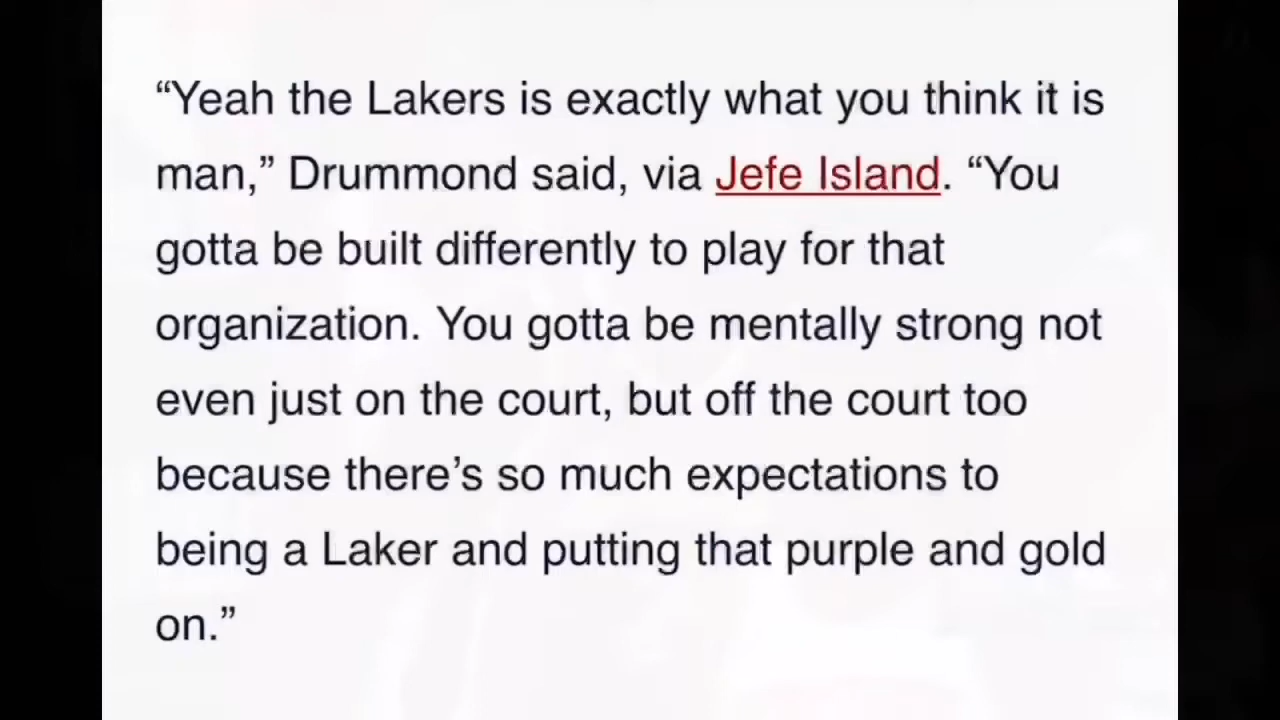 “Yeah the Lakers is exactly what you think it is
man,” Drummond said, via Jefe Island. “You
gotta be built differently to play for that
organization. You gotta be mentally strong not
even just on the court, but off the court too
because there’s so much expectations to
being a Laker and putting that purple and gold
on.”